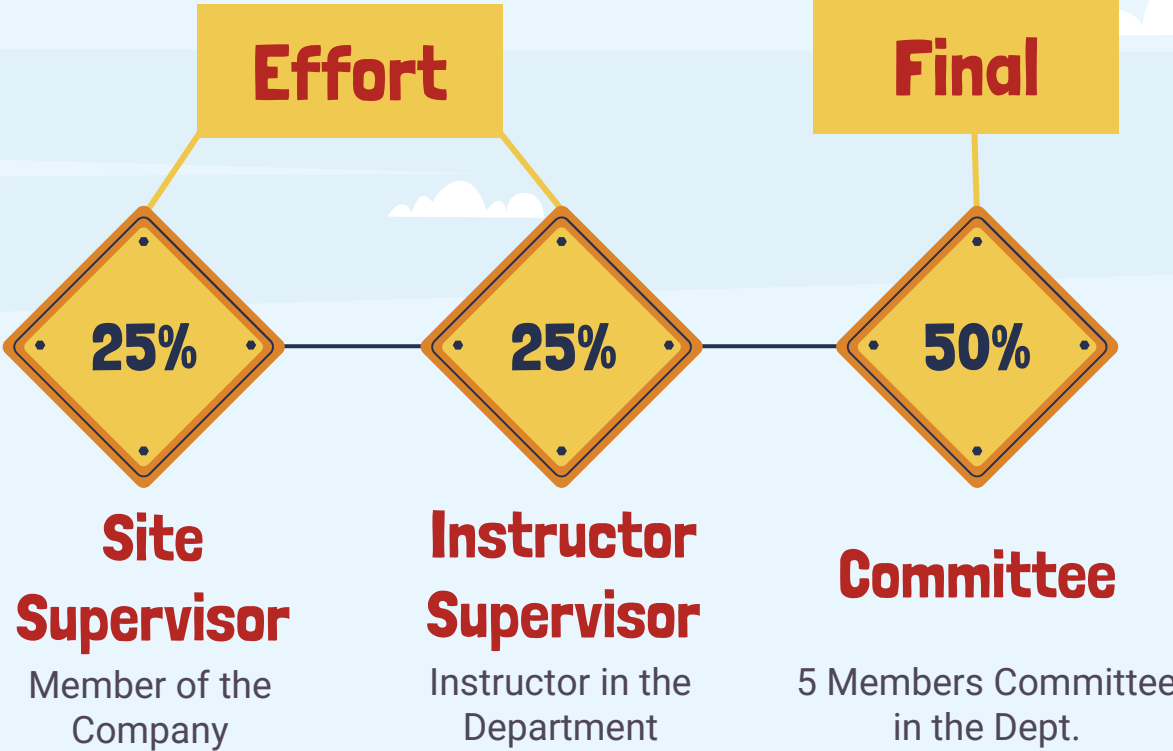 Effort
Final
25%
25%
50%
Site
Supervisor
Member of the
Company
Instructor
Supervisor
Instructor in the
Department
Committee
5 Members Committee
in the Dept.